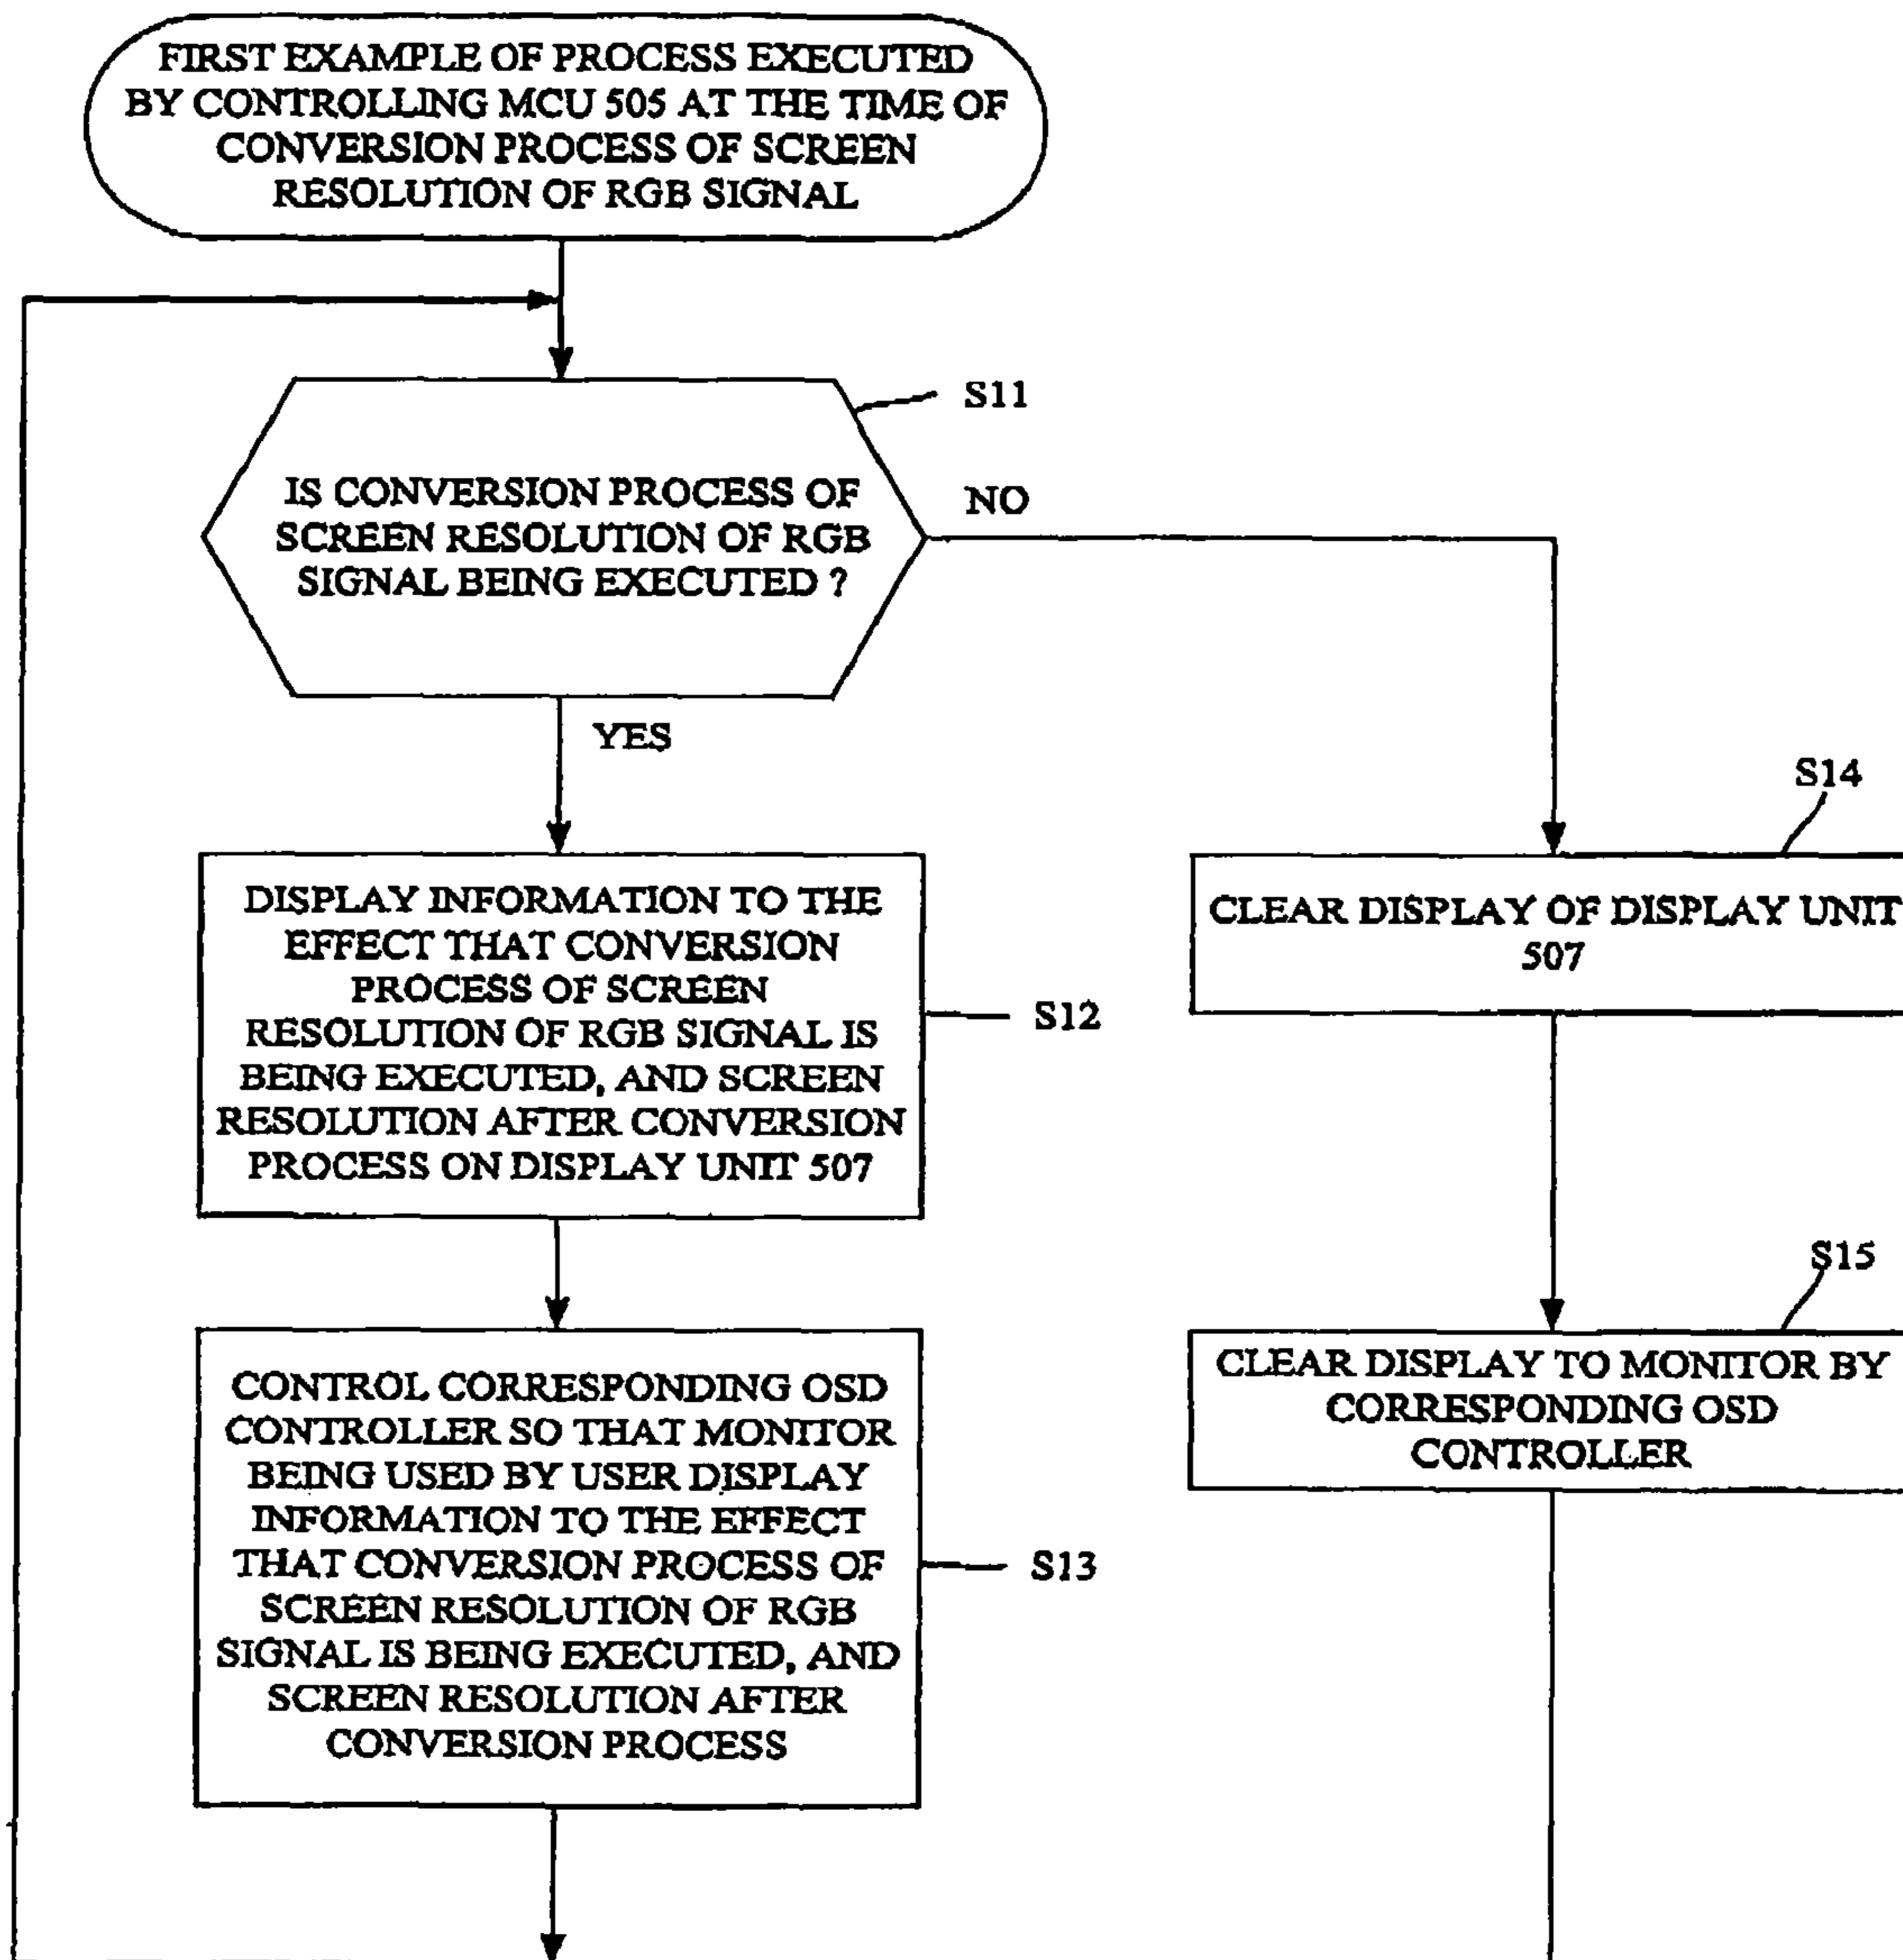 FIRST EXAMPLE OF PROCESS EXECUTED
BY CONTROLLING MCU 505 AT THE TIME OF
CONVERSION PROCESS OF SCREEN
RESOLUTION OF RGB SIGNAL
S11
IS CONVERSION PROCESS OF
SCREEN RESOLUTION OF RGB
SIGNAL BEING EXECUTED ?
NO
YES
DISPLAY INFORMATION TO THE
EFFECT THAT CONVERSION
PROCESS OF SCREEN
RESOLUTION OF RGB SIGNAL IS
BEING EXECUTED, AND SCREEN
RESOLUTION AFTER CONVERSION
PROCESS ON DISPLAY UNIT 507
S12
CONTROL CORRESPONDING OSD
CONTROLLER SO THAT MONITOR
BEING USED BY USER DISPLAY
INFORMATION TO THE EFFECT
THAT CONVERSION PROCESS OF
SCREEN RESOLUTION OF RGB
SIGNAL IS BEING EXECUTED, AND
SCREEN RESOLUTION AFTER
CONVERSION PROCESS
S13
S14
CLEAR DISPLAY OF DISPLAY UNIT
507
S15
CLEAR DISPLAY TO MONITOR BY
CORRESPONDING OSD
CONTROLLER